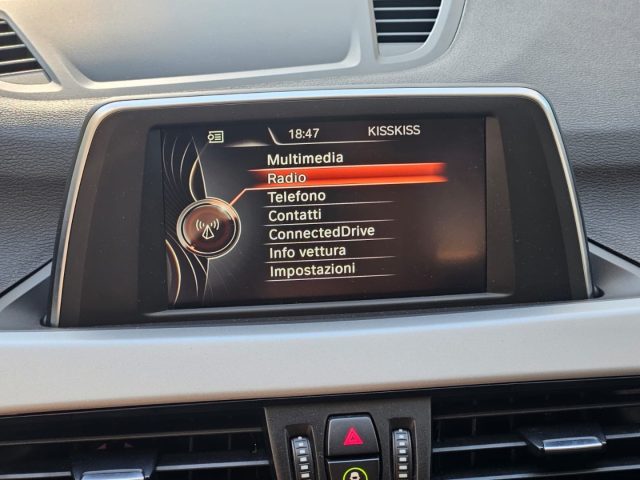 18:47 KISSKISS
Multimedia
Radio
Telefono
Contatti
ConnectedDrive
Info vettura
Impostazioni